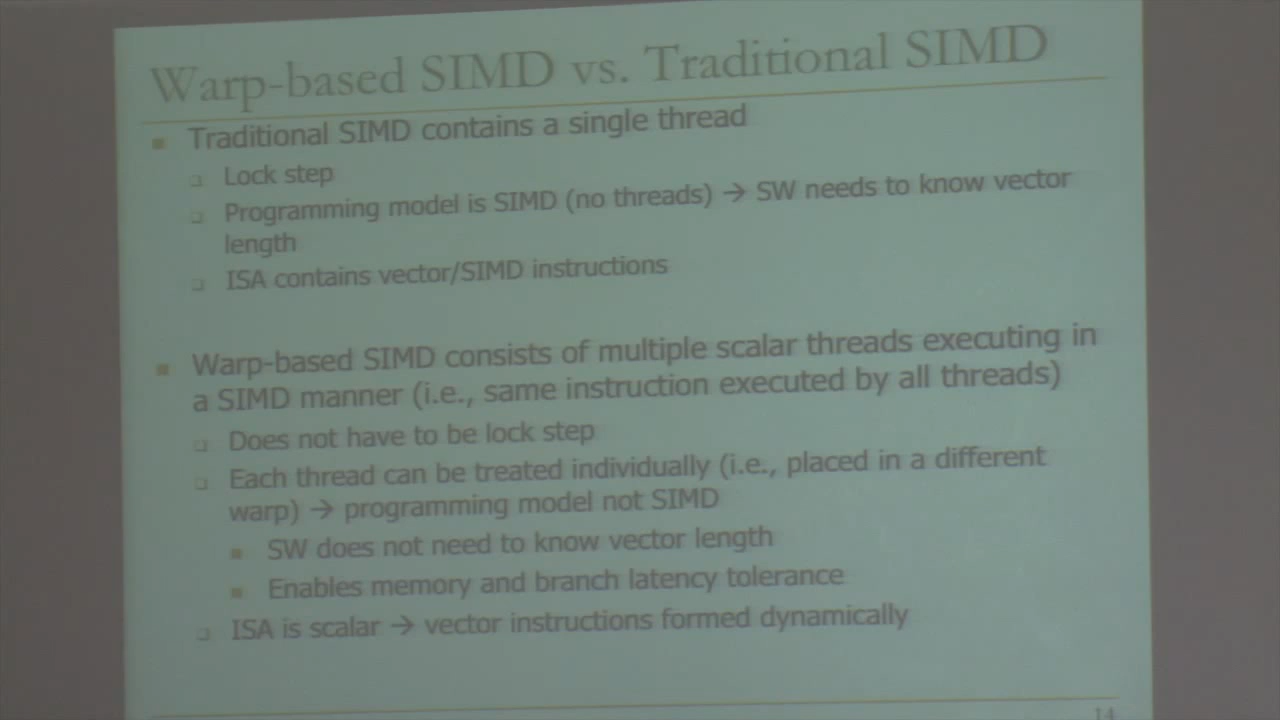 Warp-based SIMD vs. Traditional SIMD
Traditional SIMD contains a single thread
Lock step
Programming model is SIMD (no threads) → SW needs to know vector
length
ISA contains vector/SIMD instructions
Warp-based SIMD consists of multiple scalar threads executing in
a SIMD manner (i.e., same instruction executed by all threads)
Does not have to be lock step
Each thread can be treated individually (i.e., placed in a different
warp) → programming model not SIMD
SW does not need to know vector length
Enables memory and branch latency tolerance
ISA is scalar → vector instructions formed dynamically
14